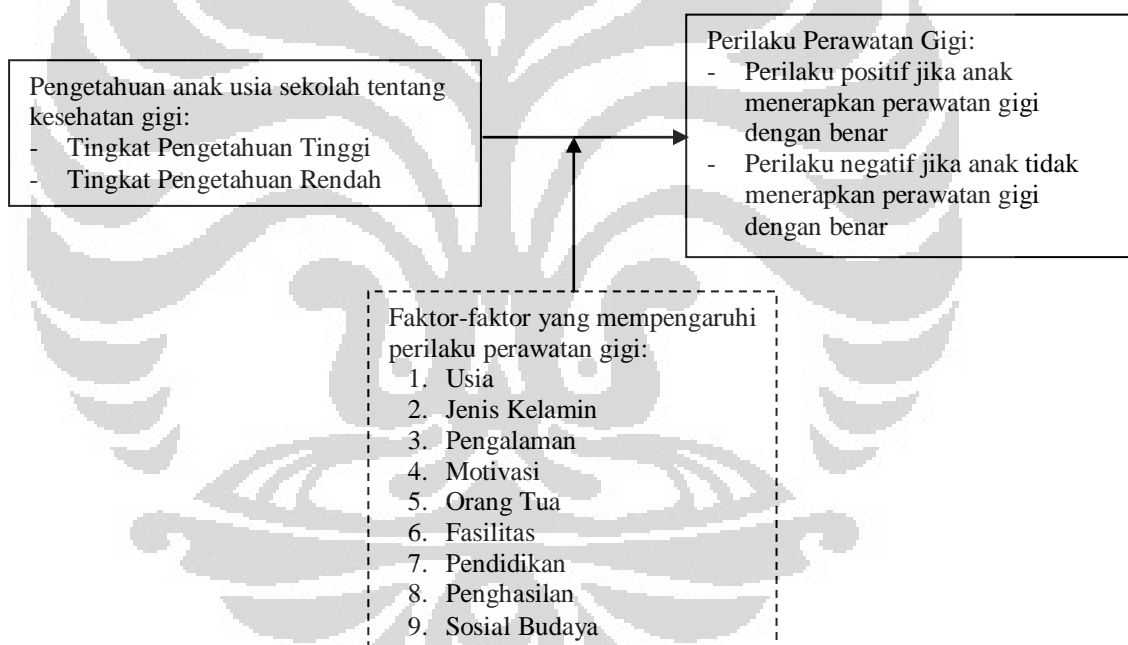 Pengetahuan anak usia sekolah tentang
kesehatan gigi:
- Tingkat Pengetahuan Tinggi
- Tingkat Pengetahuan Rendah
Perilaku Perawatan Gigi:
- Perilaku positif jika anak
menerapkan perawatan gigi
dengan benar
- Perilaku negatif jika anak tidak
menerapkan perawatan gigi
dengan benar
Faktor-faktor yang mempengaruhi
perilaku perawatan gigi:
1. Usia
2. Jenis Kelamin
3. Pengalaman
4. Motivasi
5. Orang Tua
6. Fasilitas
7. Pendidikan
8. Penghasilan
9. Sosial Budaya